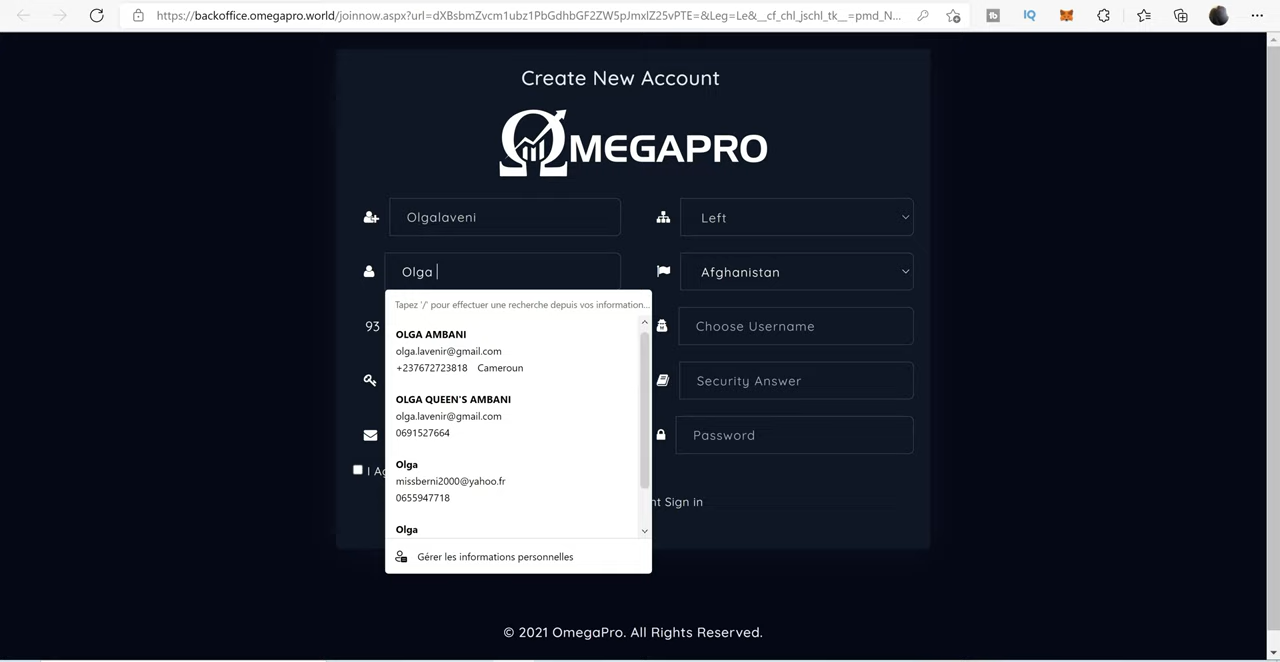 https://backoffice.omegapro.world/joinnow.aspx?url=dXBsbmZvcm1ubz1PbGdhbGF2ZW5pJmxlZ25vPTE=&Leg=Le&__cf_chl_jschl_tk__=pmd_N...
Create New Account
ΩMEGAPRO
Olgalaveni
Left
Olga
Afghanistan
Tapez '/' pour effectuer une recherche depuis vos information...
OLGA AMBANI
olga.lavenir@gmail.com
+237672723818 Cameroun
93
Choose Username
OLGA QUEEN'S AMBANI
olga.lavenir@gmail.com
0691527664
Security Answer
Olga
missberni2000@yahoo.fr
0655947718
Password
Olga
I Ag
nt Sign in
Gérer les informations personnelles
© 2021 OmegaPro. All Rights Reserved.